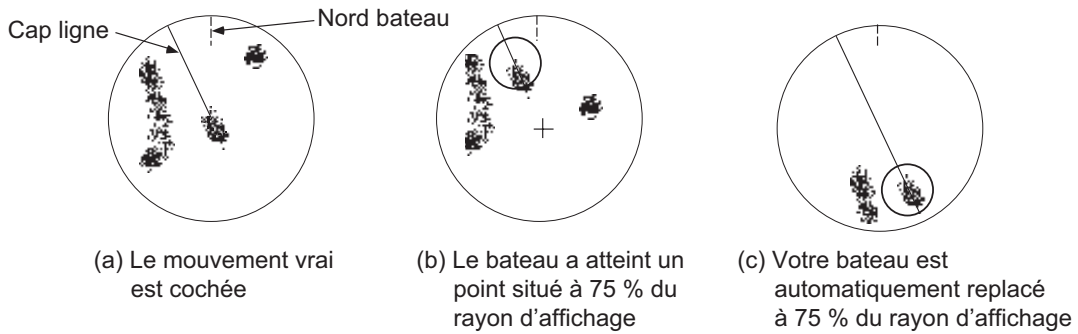 Cap ligne
Nord bateau
(a) Le mouvement vrai
est cochée
(b) Le bateau a atteint un
point situé à 75 % du
rayon d'affichage
(c) Votre bateau est
automatiquement replacé
à 75 % du rayon d'affichage